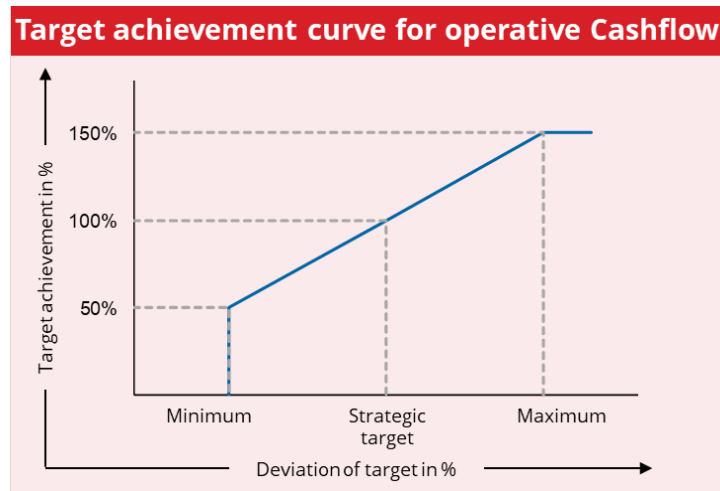 Target achievement curve for operative Cashflow
Target achievement in %
150%
100%
50%
Minimum
Strategic
target
Maximum
Deviation of target in %